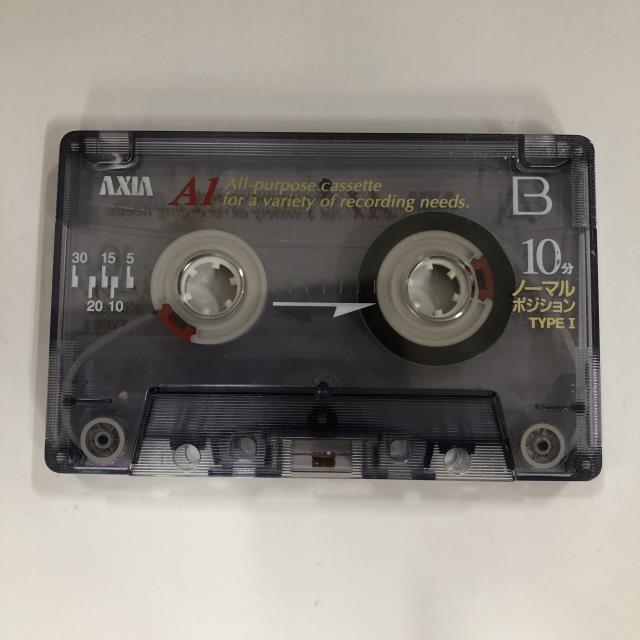 AXIA
A1
All-purpose cassette
for a variety of recording needs.
B
30 15 5
20 10
10分
ノーマル
ポジション
TYPE I